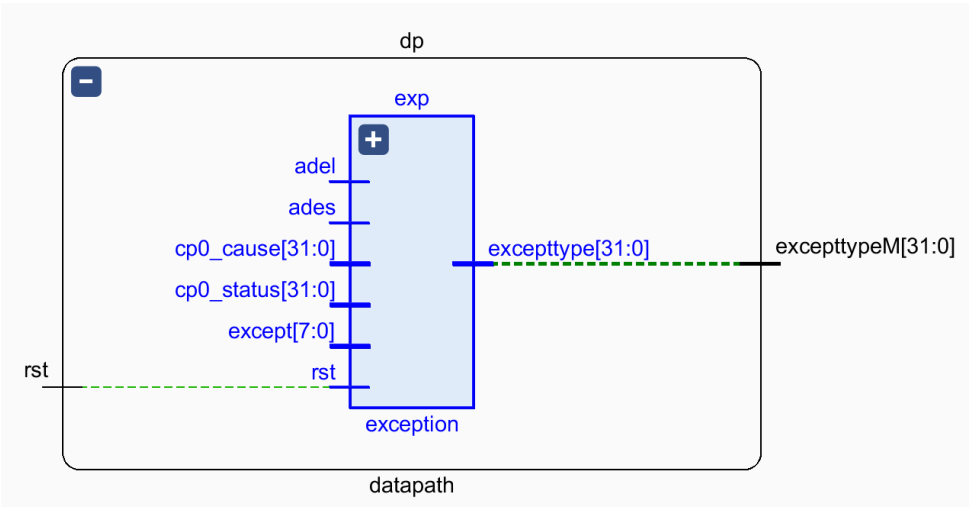 dp
exp
adel
ades
cp0_cause[31:0]
excepttype[31:0]
excepttypeM[31:0]
cp0_status[31:0]
except[7:0]
rst
rst
exception
datapath